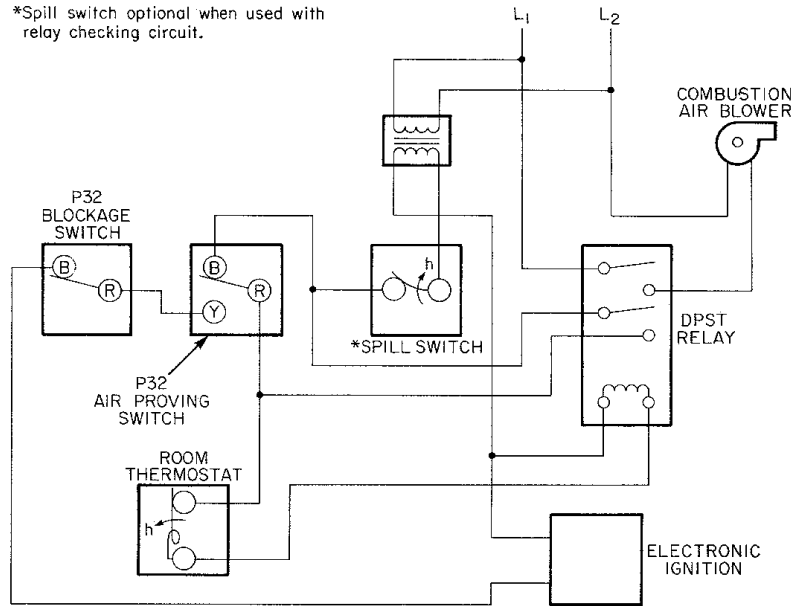 *Spill switch optional when used with
relay checking circuit.
L1
L2
COMBUSTION
AIR BLOWER
P32
BLOCKAGE
SWITCH
B
R
B
R
Y
h
*SPILL SWITCH
DPST
RELAY
P32
AIR PROVING
SWITCH
ROOM
THERMOSTAT
h
ELECTRONIC
IGNITION